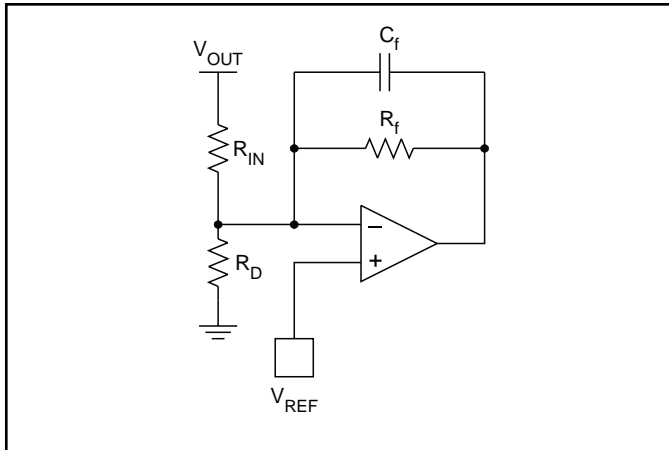 V_OUT
C_f
R_f
R_IN
−
R_D
+
V_REF